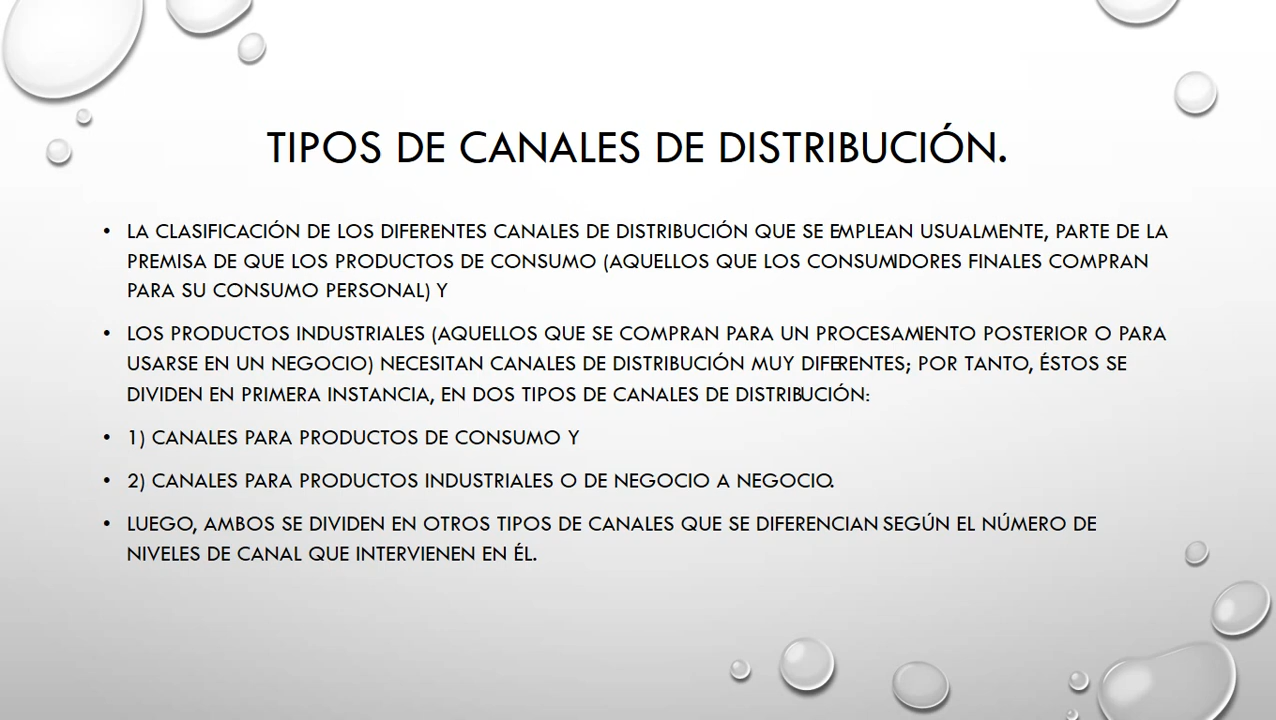 TIPOS DE CANALES DE DISTRIBUCIÓN.
• LA CLASIFICACIÓN DE LOS DIFERENTES CANALES DE DISTRIBUCIÓN QUE SE EMPLEAN USUALMENTE, PARTE DE LA
PREMISA DE QUE LOS PRODUCTOS DE CONSUMO (AQUELLOS QUE LOS CONSUMIDORES FINALES COMPRAN
PARA SU CONSUMO PERSONAL) Y
• LOS PRODUCTOS INDUSTRIALES (AQUELLOS QUE SE COMPRAN PARA UN PROCESAMIENTO POSTERIOR O PARA
USARSE EN UN NEGOCIO) NECESITAN CANALES DE DISTRIBUCIÓN MUY DIFERENTES; POR TANTO, ÉSTOS SE
DIVIDEN EN PRIMERA INSTANCIA, EN DOS TIPOS DE CANALES DE DISTRIBUCIÓN:
• 1) CANALES PARA PRODUCTOS DE CONSUMO Y
• 2) CANALES PARA PRODUCTOS INDUSTRIALES O DE NEGOCIO A NEGOCIO.
• LUEGO, AMBOS SE DIVIDEN EN OTROS TIPOS DE CANALES QUE SE DIFERENCIAN SEGÚN EL NÚMERO DE
NIVELES DE CANAL QUE INTERVIENEN EN ÉL.